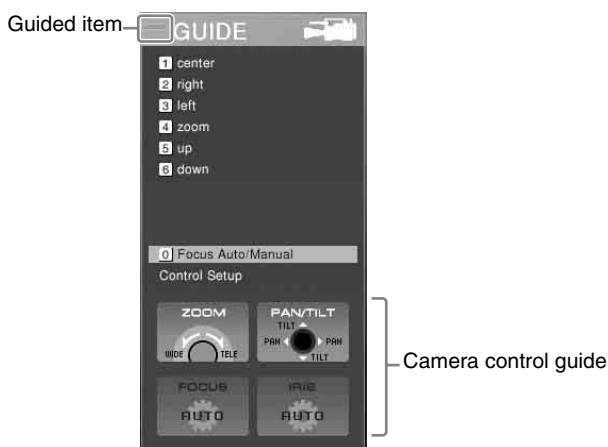 Guided item
GUIDE
1 center
2 right
3 left
4 zoom
5 up
6 down
0 Focus Auto/Manual
Control Setup
ZOOM
WIDE TELE
PAN/TILT
TILT
PAN PAN
TILT
Camera control guide
FOCUS
AUTO
IRIS
AUTO